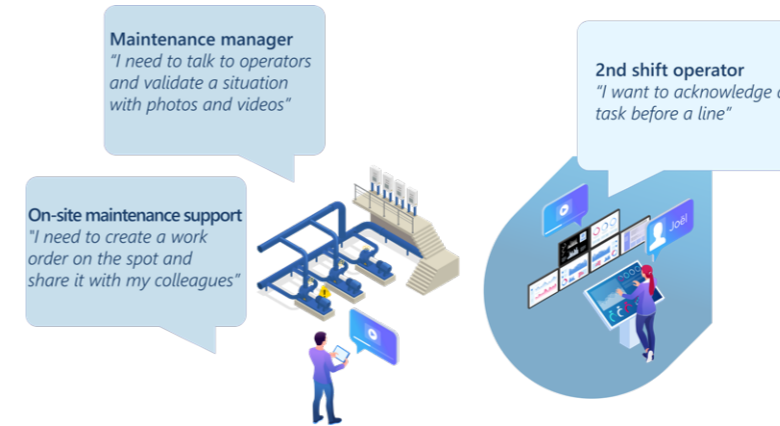 Maintenance manager
“I need to talk to operators
and validate a situation
with photos and videos”
2nd shift operator
“I want to acknowledge
task before a line”
On-site maintenance support
"I need to create a work
order on the spot and
share it with my colleagues”
Joël